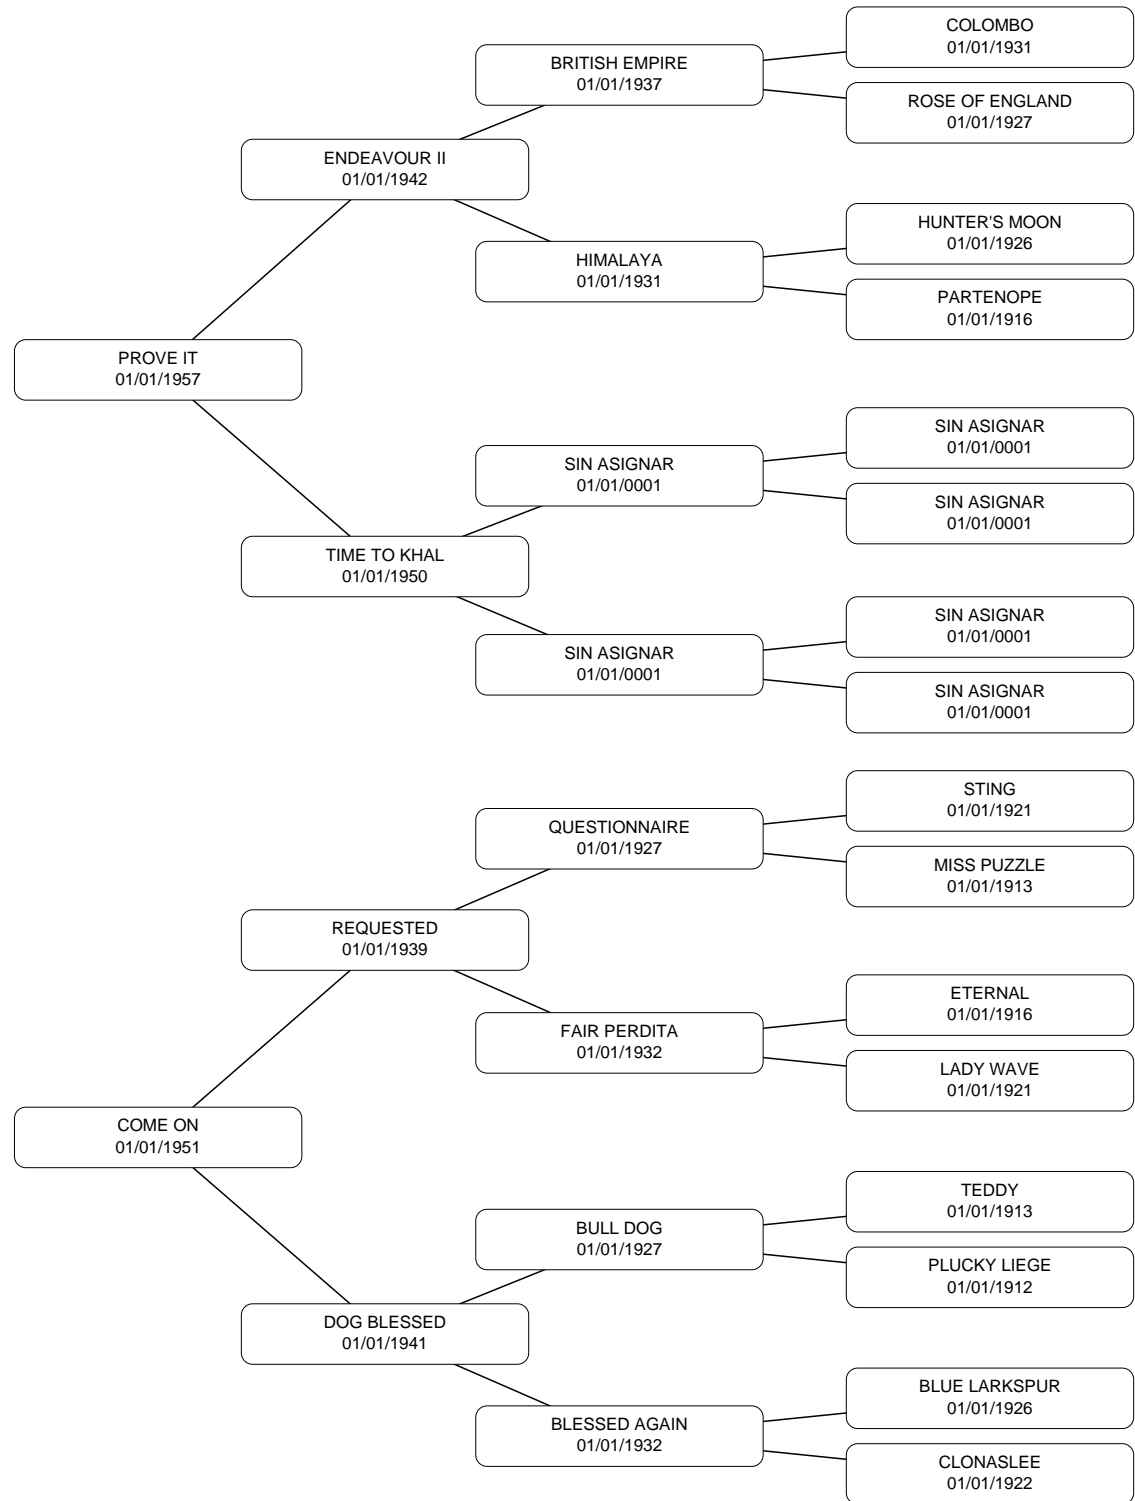 COLOMBO
01/01/1931
BRITISH EMPIRE
01/01/1937
ROSE OF ENGLAND
01/01/1927
ENDEAVOUR II
01/01/1942
HUNTER'S MOON
01/01/1926
HIMALAYA
01/01/1931
PARTENOPE
01/01/1916
PROVE IT
01/01/1957
SIN ASIGNAR
01/01/0001
SIN ASIGNAR
01/01/0001
SIN ASIGNAR
01/01/0001
TIME TO KHAL
01/01/1950
SIN ASIGNAR
01/01/0001
SIN ASIGNAR
01/01/0001
SIN ASIGNAR
01/01/0001
STING
01/01/1921
QUESTIONNAIRE
01/01/1927
MISS PUZZLE
01/01/1913
REQUESTED
01/01/1939
ETERNAL
01/01/1916
FAIR PERDITA
01/01/1932
LADY WAVE
01/01/1921
COME ON
01/01/1951
TEDDY
01/01/1913
BULL DOG
01/01/1927
PLUCKY LIEGE
01/01/1912
DOG BLESSED
01/01/1941
BLUE LARKSPUR
01/01/1926
BLESSED AGAIN
01/01/1932
CLONASLEE
01/01/1922